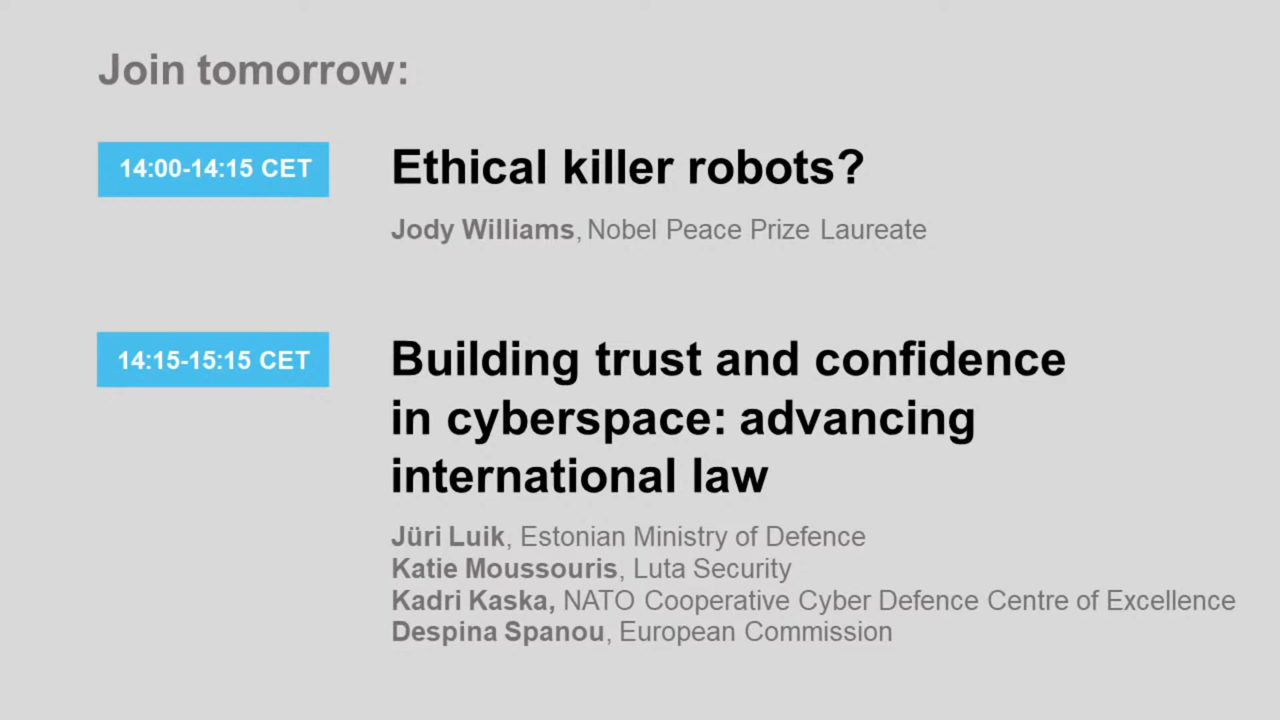 Join tomorrow:
14:00-14:15 CET
Ethical killer robots?
Jody Williams, Nobel Peace Prize Laureate
14:15-15:15 CET
Building trust and confidence
in cyberspace: advancing
international law
Jüri Luik, Estonian Ministry of Defence
Katie Moussouris, Luta Security
Kadri Kaska, NATO Cooperative Cyber Defence Centre of Excellence
Despina Spanou, European Commission